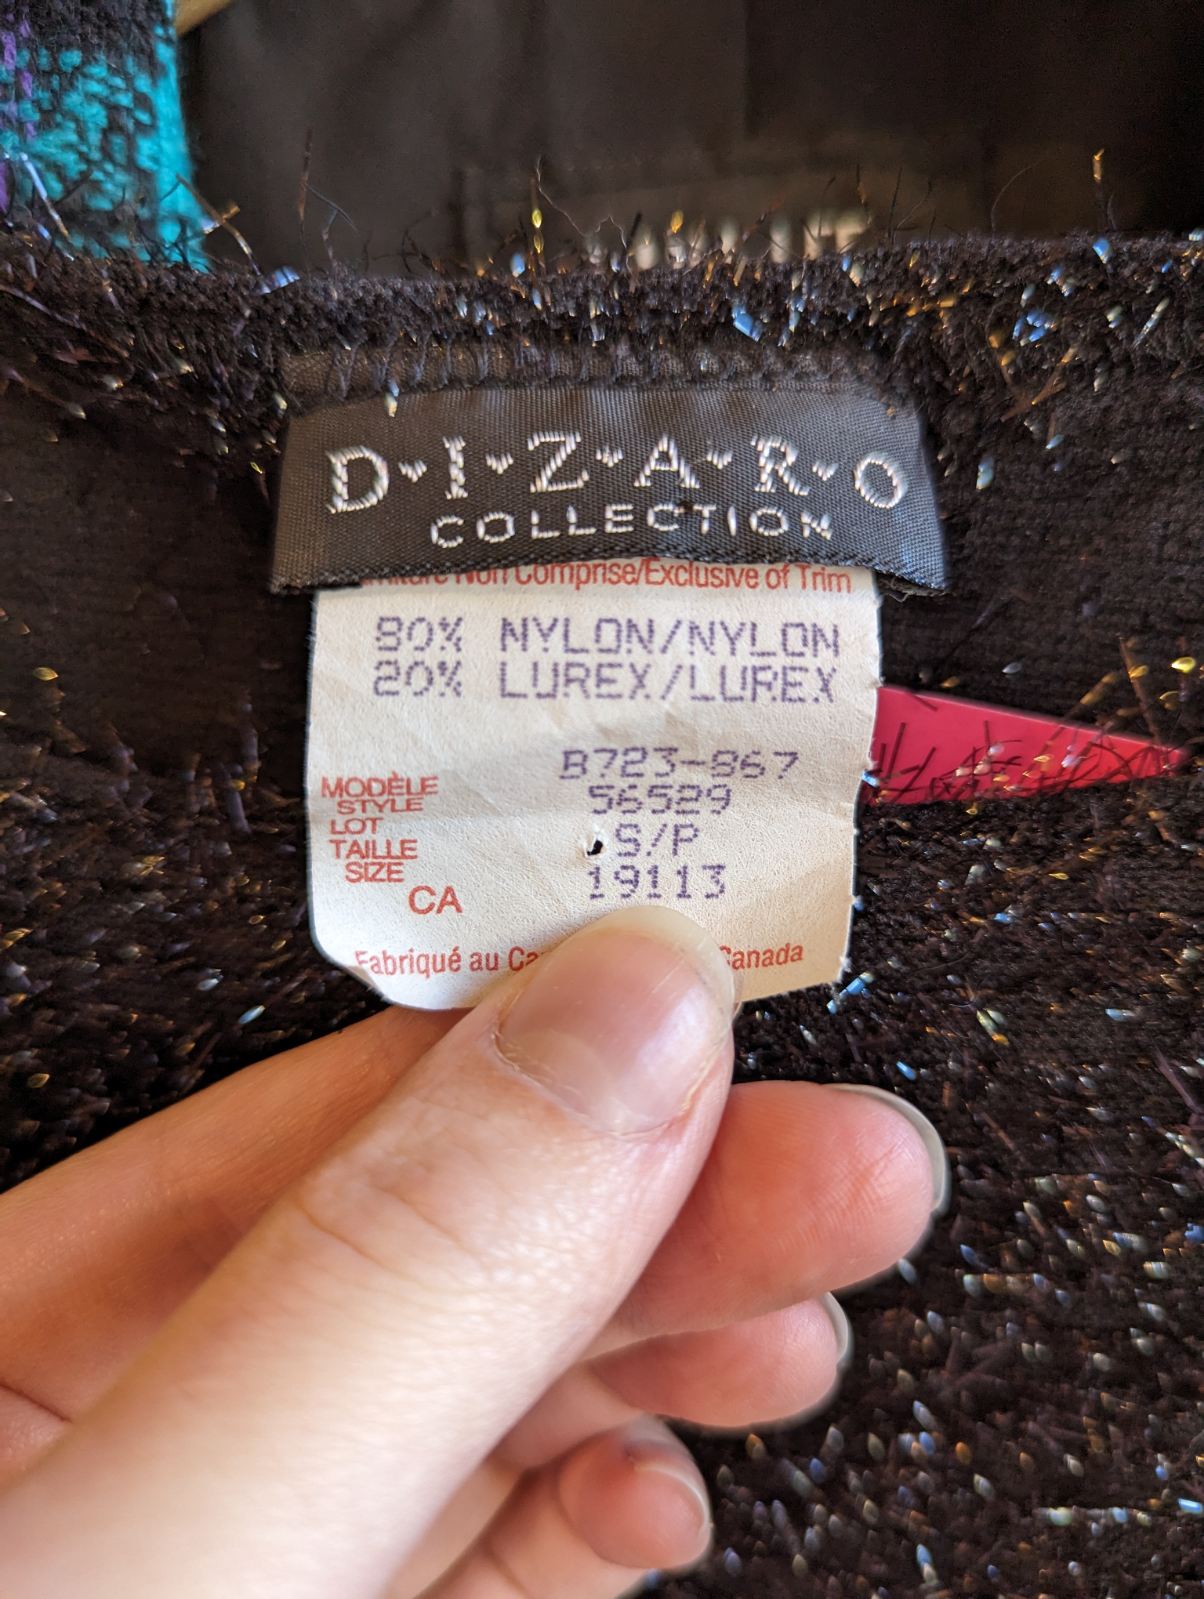 D·I·Z·A·R·O
COLLECTION
Non Comprise/Exclusive of Trim
80% NYLON/NYLON
20% LUREX/LUREX
B723-867
MODÈLE
STYLE
56529
LOT
TAILLE
S/P
SIZE
19113
CA
Fabriqué au Canada